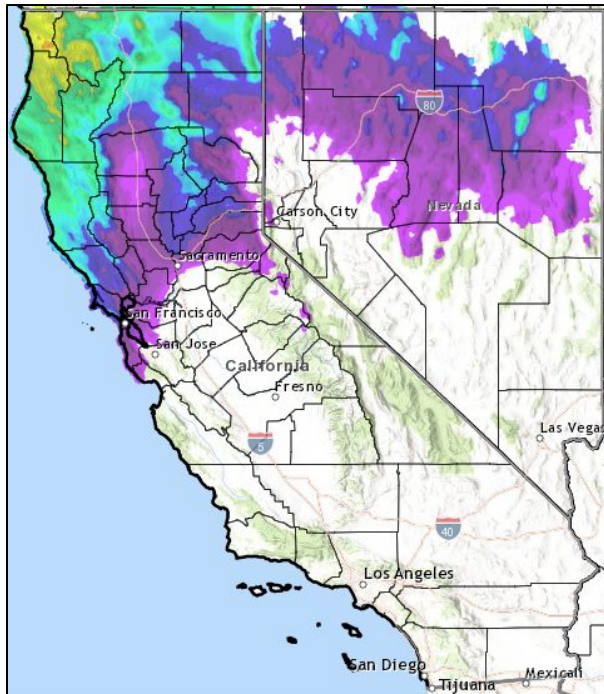 80
Carson City
Nevada
Sacramento
San Francisco
San Jose
California
Fresno
5
Las Vegas
40
Los Angeles
San Diego
Tijuana
Mexicali